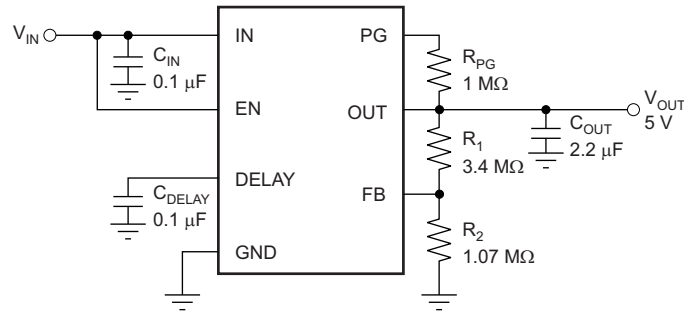 V_IN
IN
PG
C_IN
0.1 µF
R_PG
1 MΩ
EN
OUT
V_OUT
5 V
C_OUT
2.2 µF
R_1
3.4 MΩ
DELAY
C_DELAY
0.1 µF
FB
R_2
1.07 MΩ
GND